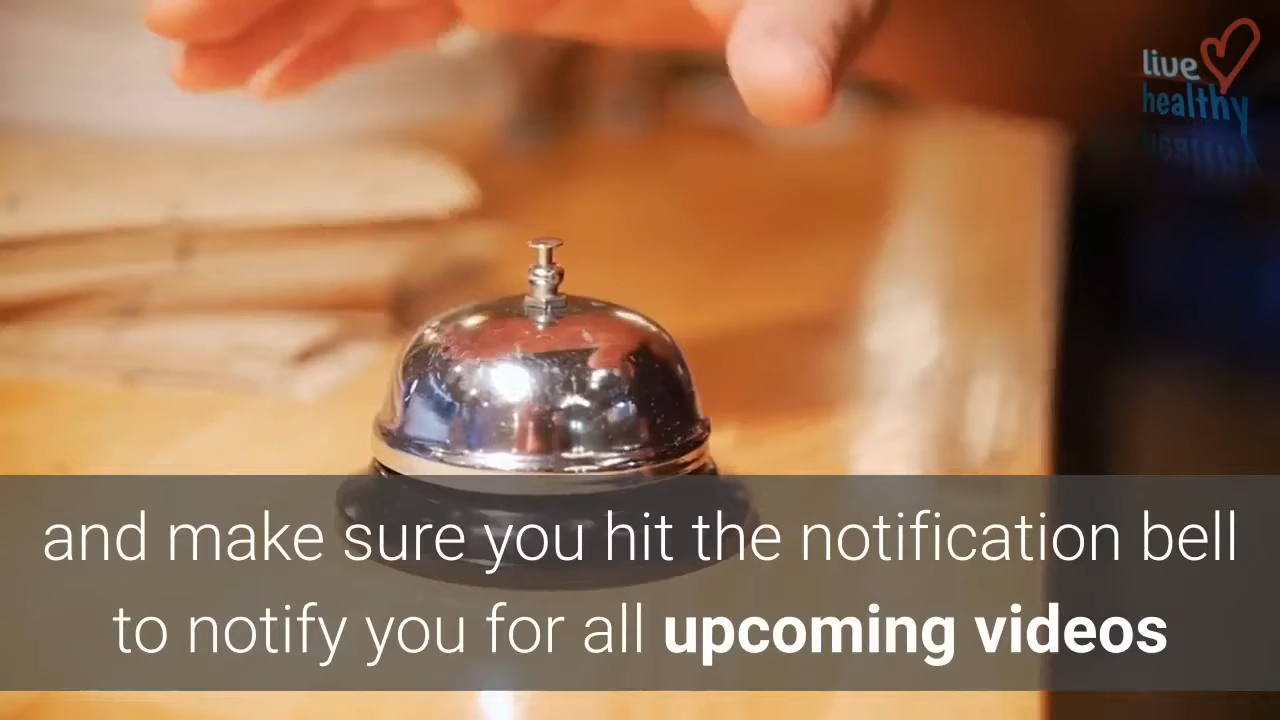 live
healthy
and make sure you hit the notification bell
to notify you for all upcoming videos